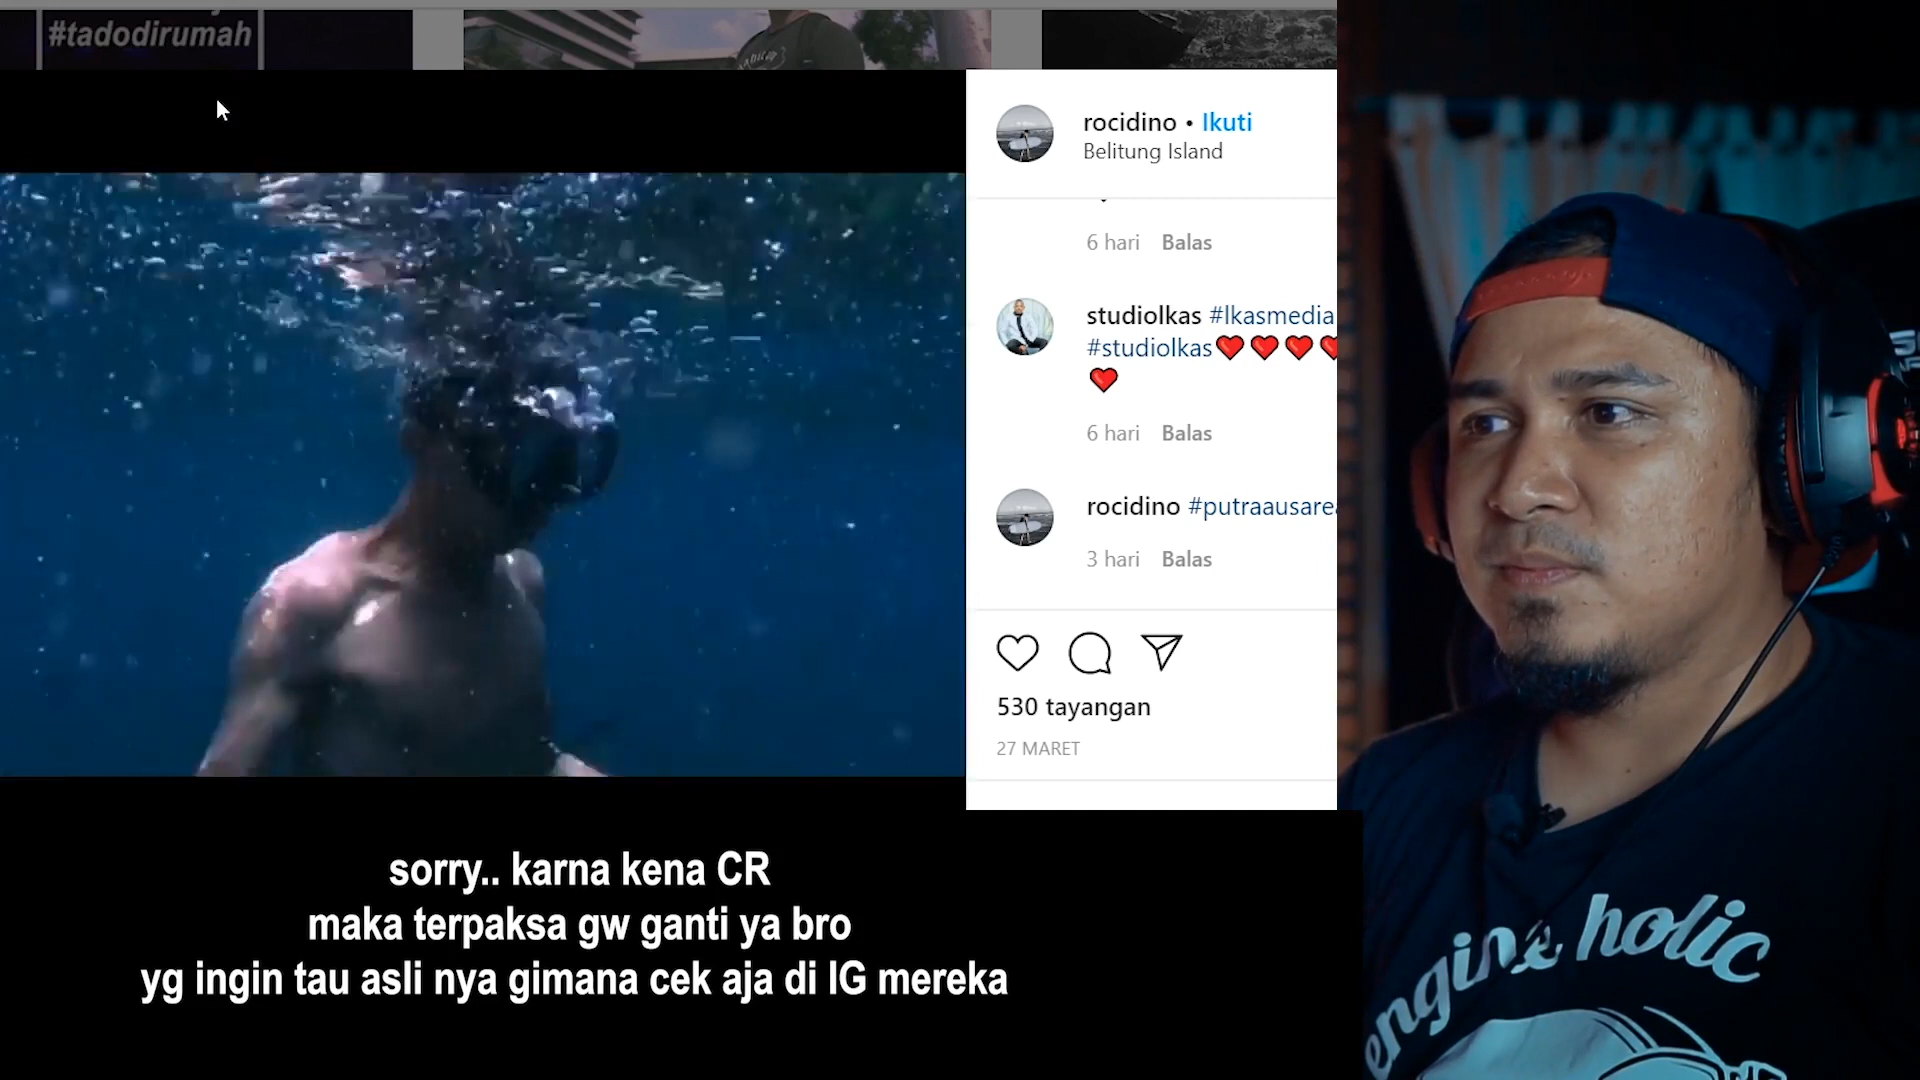 #tadodirumah
rocidino • Ikuti
Belitung Island
6 hari Balas
studiolkas #lkasmedia
#studiolkas❤️❤️❤️❤️
❤️
6 hari Balas
rocidino #putraausarea
3 hari Balas
530 tayangan
27 MARET
sorry.. karna kena CR
maka terpaksa gw ganti ya bro
yg ingin tau asli nya gimana cek aja di IG mereka
engine holic